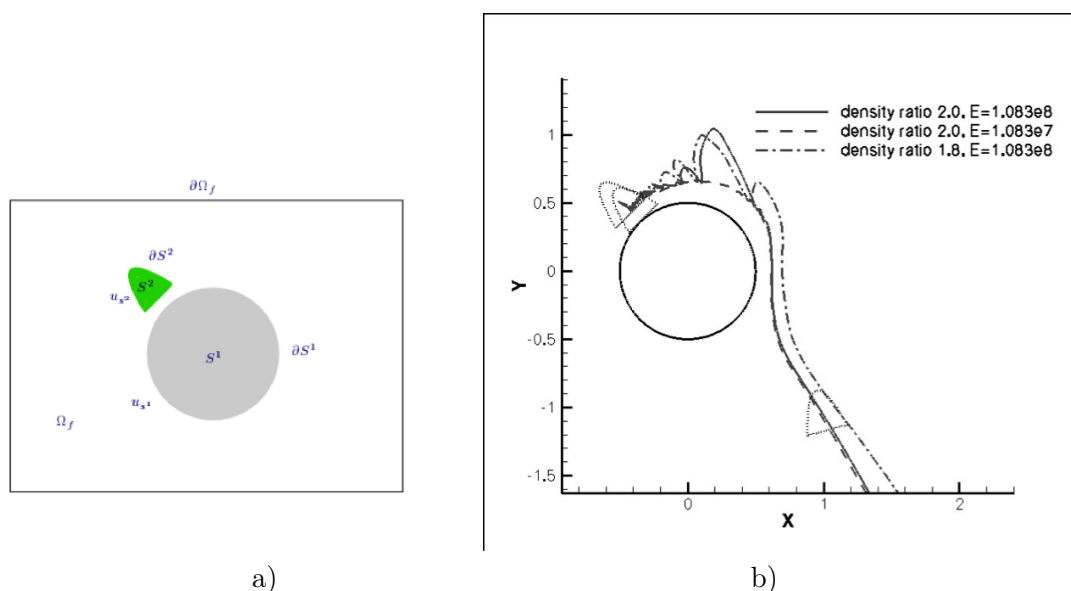 ∂Ω_f
∂S²
S²
u_{s²}
S¹
∂S¹
u_{s¹}
Ω_f
a)
density ratio 2.0, E=1.083e8
density ratio 2.0, E=1.083e7
density ratio 1.8, E=1.083e8
1
0.5
0
-0.5
-1
-1.5
Y
0
1
2
X
b)